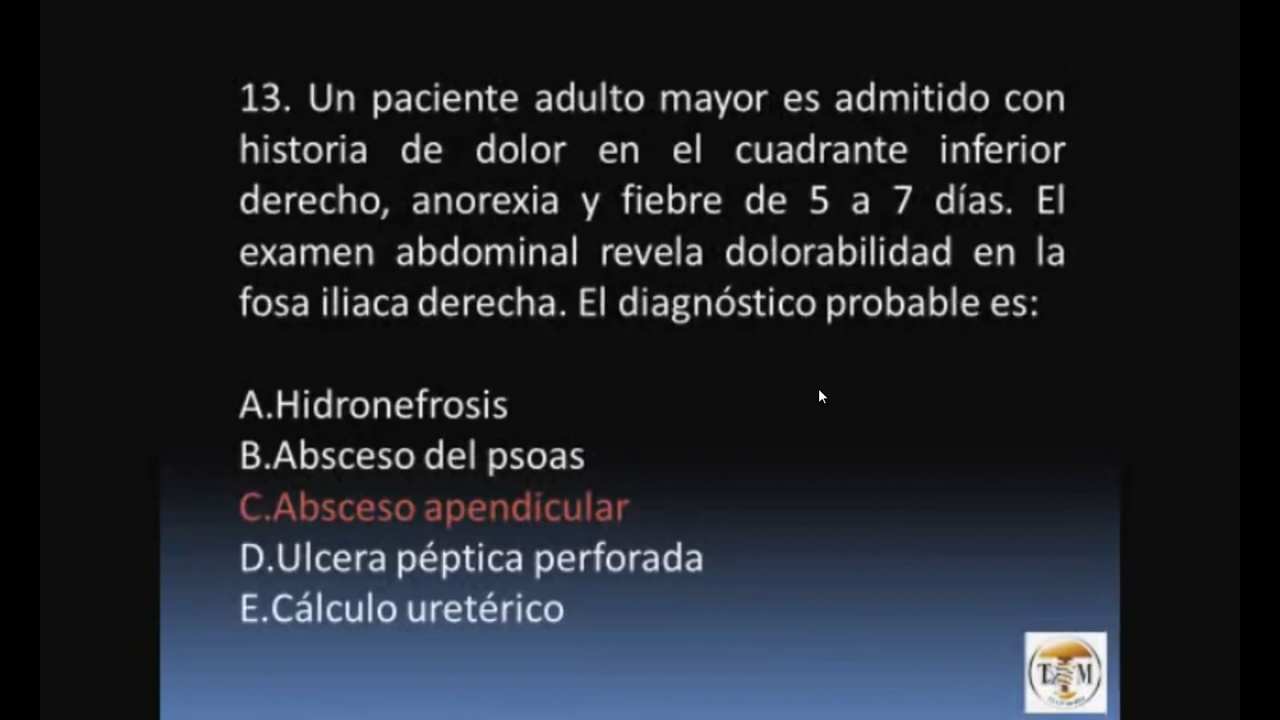 13. Un paciente adulto mayor es admitido con
historia de dolor en el cuadrante inferior
derecho, anorexia y fiebre de 5 a 7 días. El
examen abdominal revela dolorabilidad en la
fosa iliaca derecha. El diagnóstico probable es:
A.Hidronefrosis
B.Absceso del psoas
C.Absceso apendicular
D.Ulcera péptica perforada
E.Cálculo uretérico